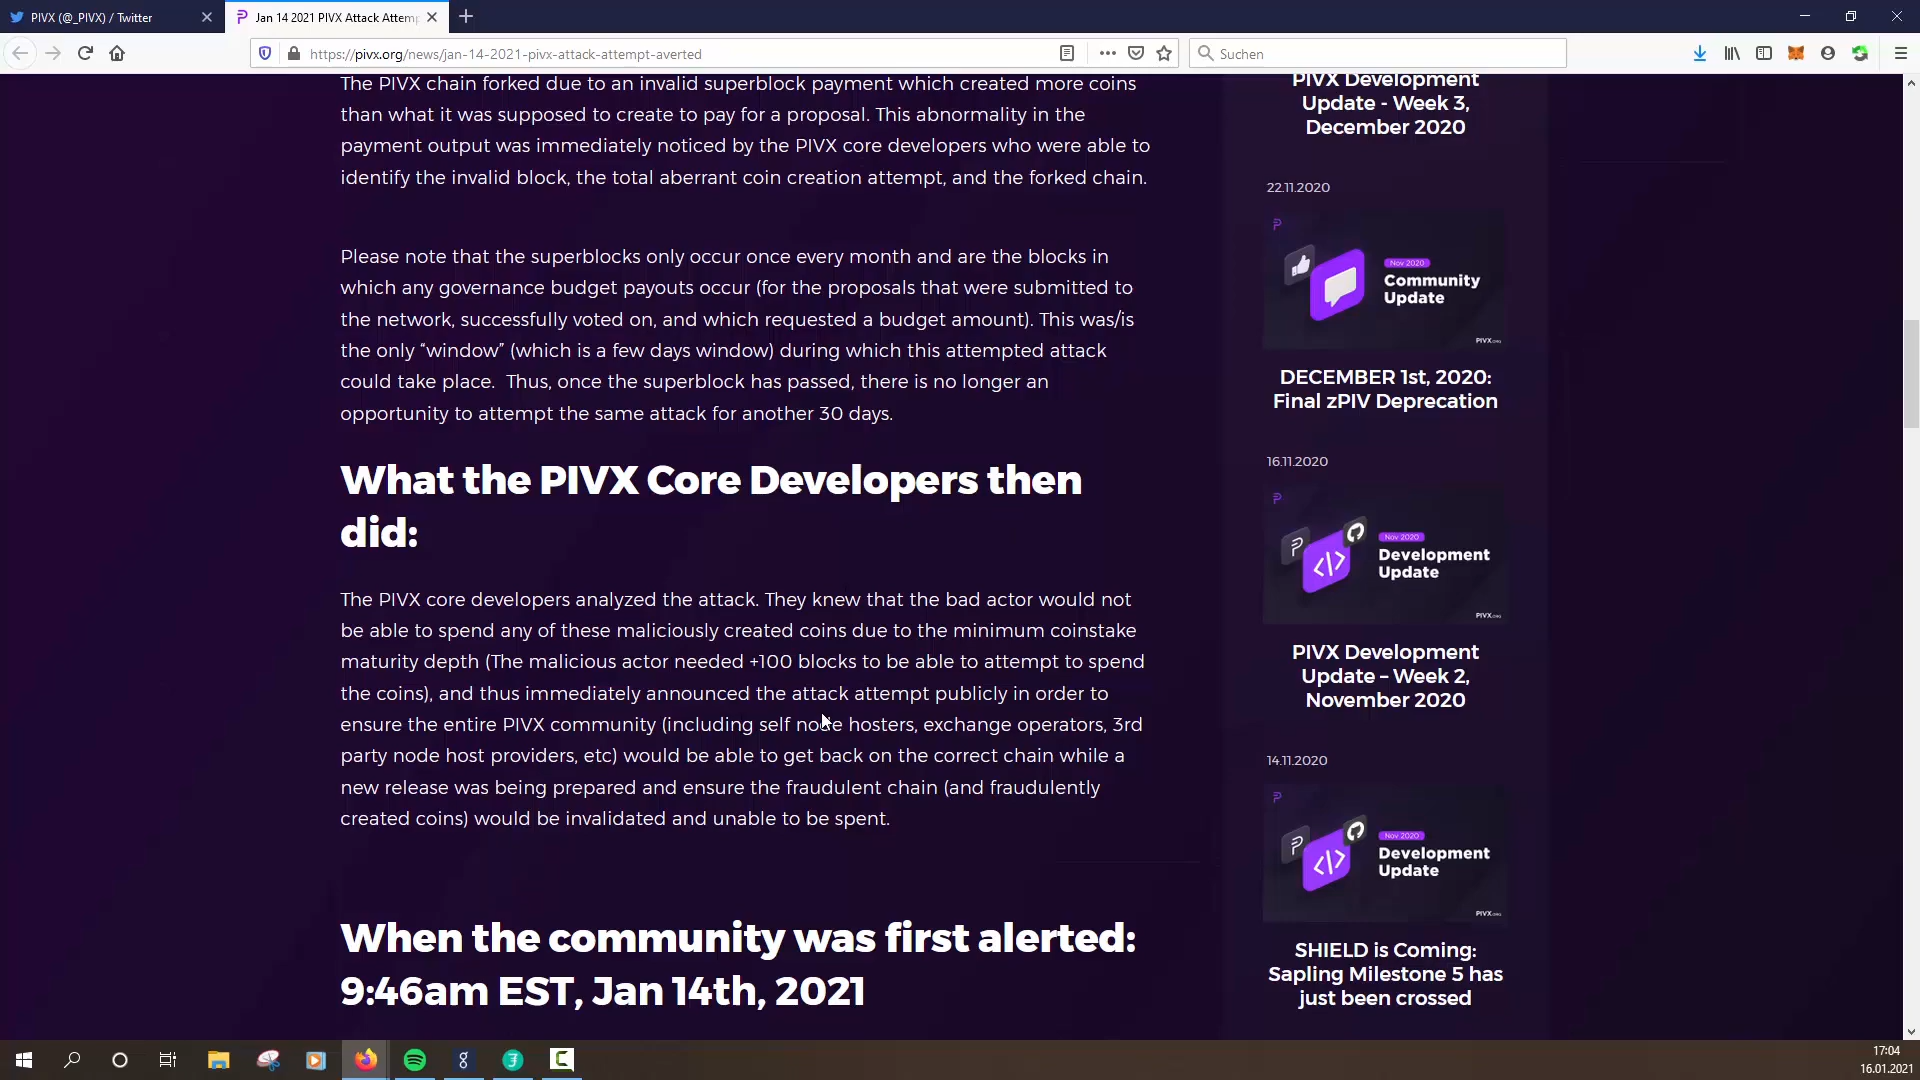 PIVX (@_PIVX) / Twitter
Jan 14 2021 PIVX Attack Attemp
https://pivx.org/news/jan-14-2021-pivx-attack-attempt-averted
Suchen
The PIVX chain forked due to an invalid superblock payment which created more coins
than what it was supposed to create to pay for a proposal. This abnormality in the
payment output was immediately noticed by the PIVX core developers who were able to
identify the invalid block, the total aberrant coin creation attempt, and the forked chain.
Please note that the superblocks only occur once every month and are the blocks in
which any governance budget payouts occur (for the proposals that were submitted to
the network, successfully voted on, and which requested a budget amount). This was/is
the only “window” (which is a few days window) during which this attempted attack
could take place.  Thus, once the superblock has passed, there is no longer an
opportunity to attempt the same attack for another 30 days.
What the PIVX Core Developers then
did:
The PIVX core developers analyzed the attack. They knew that the bad actor would not
be able to spend any of these maliciously created coins due to the minimum coinstake
maturity depth (The malicious actor needed +100 blocks to be able to attempt to spend
the coins), and thus immediately announced the attack attempt publicly in order to
ensure the entire PIVX community (including self node hosters, exchange operators, 3rd
party node host providers, etc) would be able to get back on the correct chain while a
new release was being prepared and ensure the fraudulent chain (and fraudulently
created coins) would be invalidated and unable to be spent.
When the community was first alerted:
9:46am EST, Jan 14th, 2021
PIVX Development
Update - Week 3,
December 2020
22.11.2020
Nov 2020
Community
Update
PIVX.ORG
DECEMBER 1st, 2020:
Final zPIV Deprecation
16.11.2020
Nov 2020
Development
Update
PIVX.ORG
PIVX Development
Update – Week 2,
November 2020
14.11.2020
Nov 2020
Development
Update
PIVX.ORG
SHIELD is Coming:
Sapling Milestone 5 has
just been crossed
17:04
16.01.2021